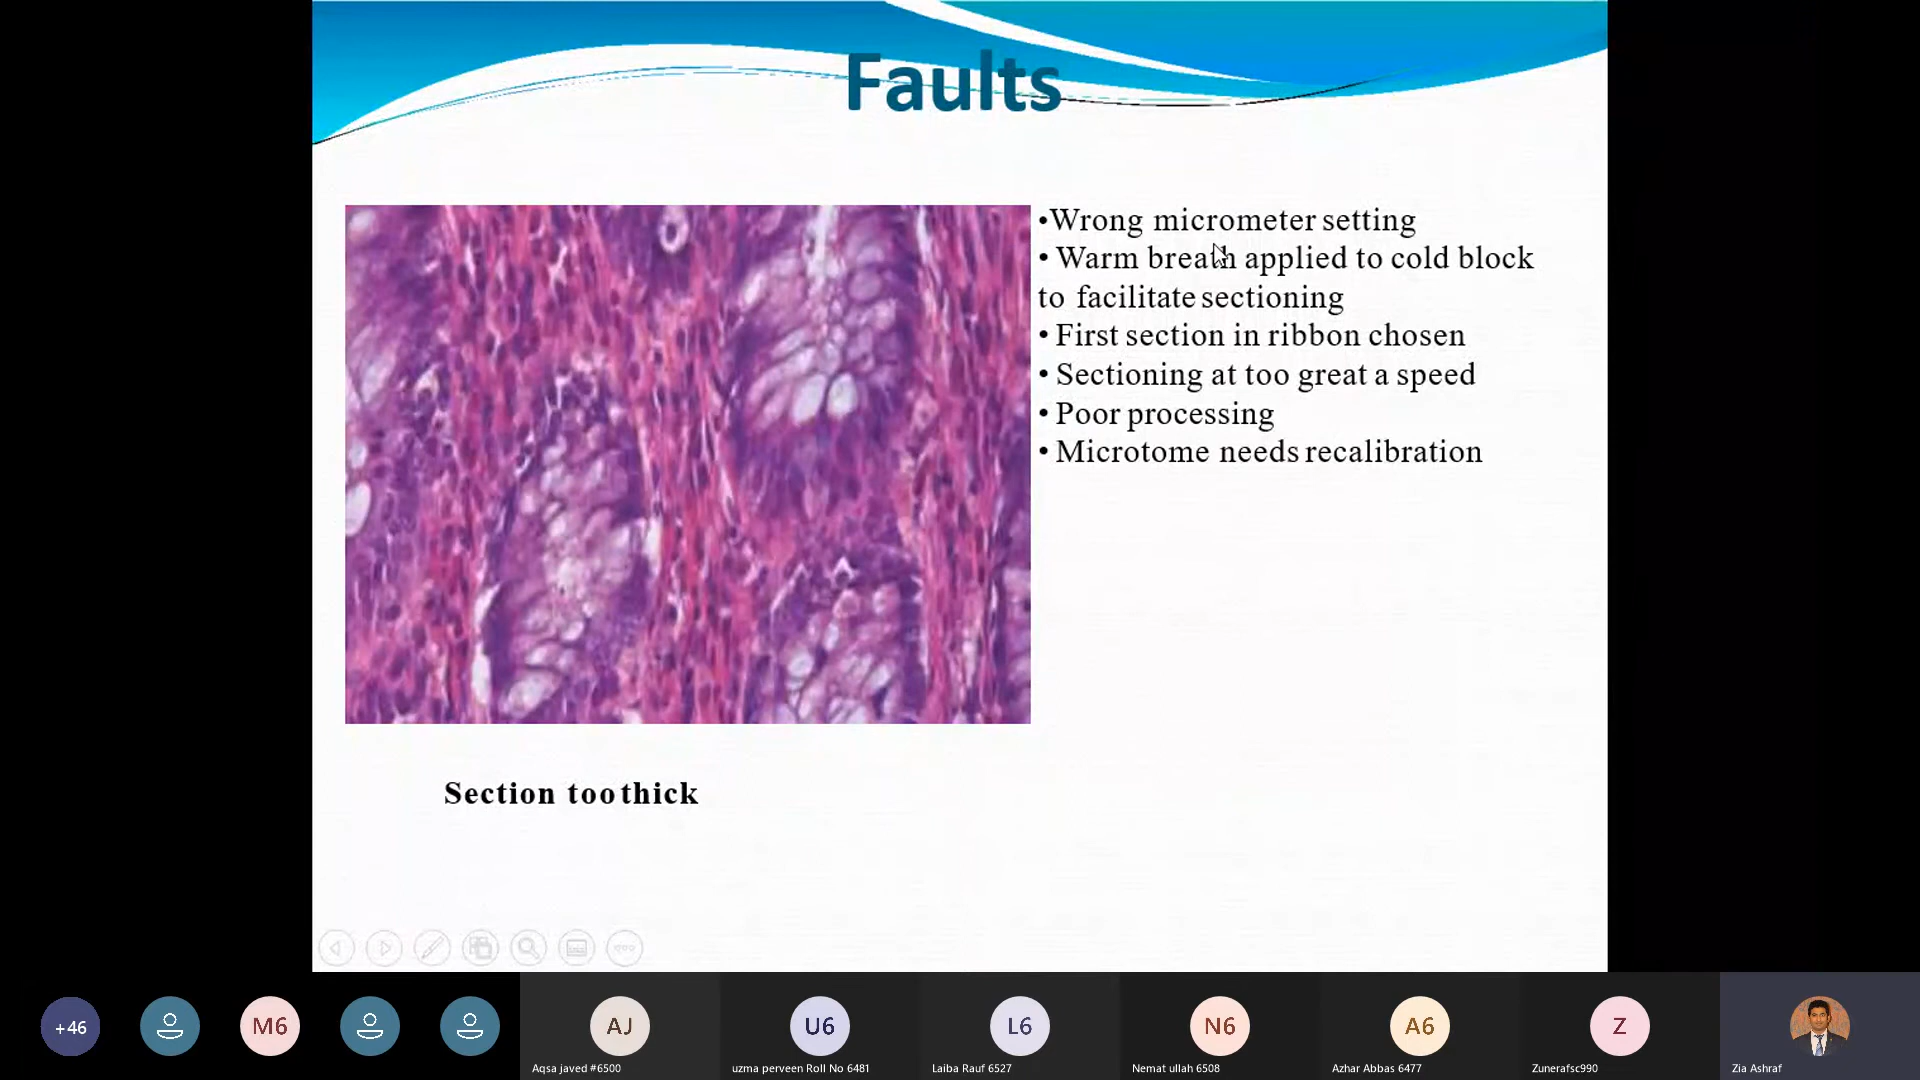 Faults
•Wrong micrometer setting
• Warm breath applied to cold block
to facilitate sectioning
• First section in ribbon chosen
• Sectioning at too great a speed
• Poor processing
• Microtome needs recalibration
Section too thick
+46
M6
AJ
U6
L6
N6
A6
Z
Aqsa javed #6500
uzma perveen Roll No 6481
Laiba Rauf 6527
Nemat ullah 6508
Azhar Abbas 6477
Zunerafsc990
Zia Ashraf